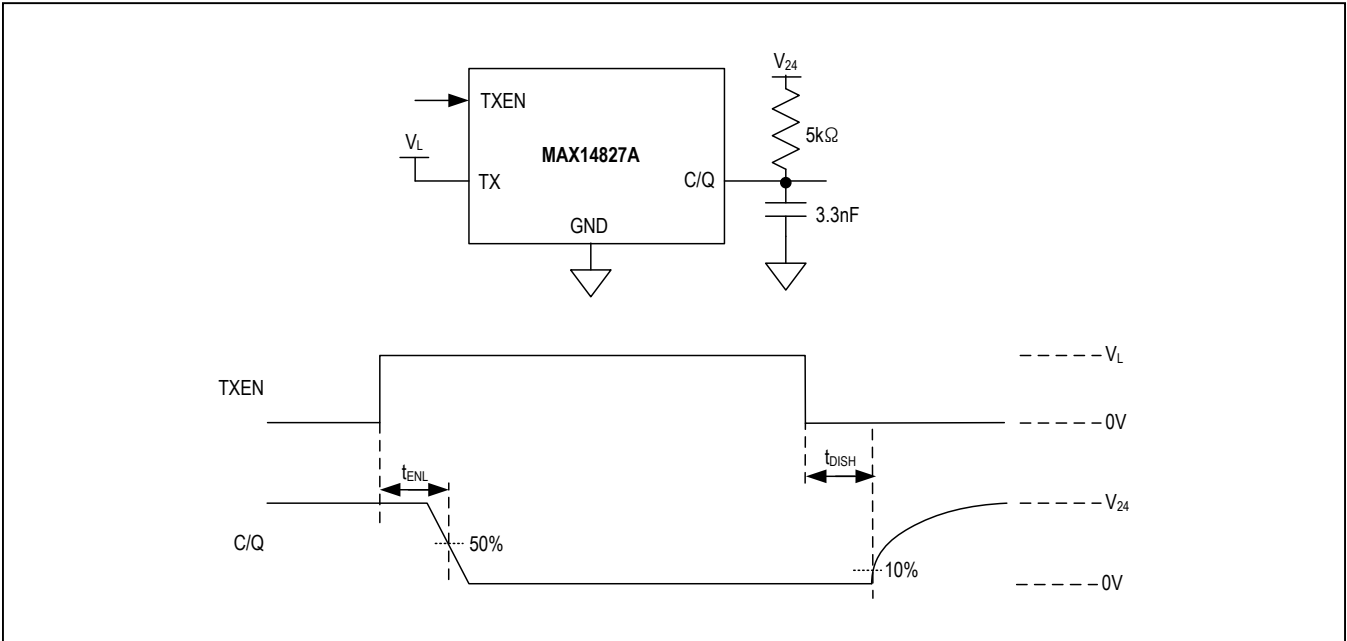 V24
TXEN
5kΩ
VL
MAX14827A
TX
C/Q
3.3nF
GND
VL
TXEN
0V
tENL
tDISH
V24
C/Q
50%
10%
0V